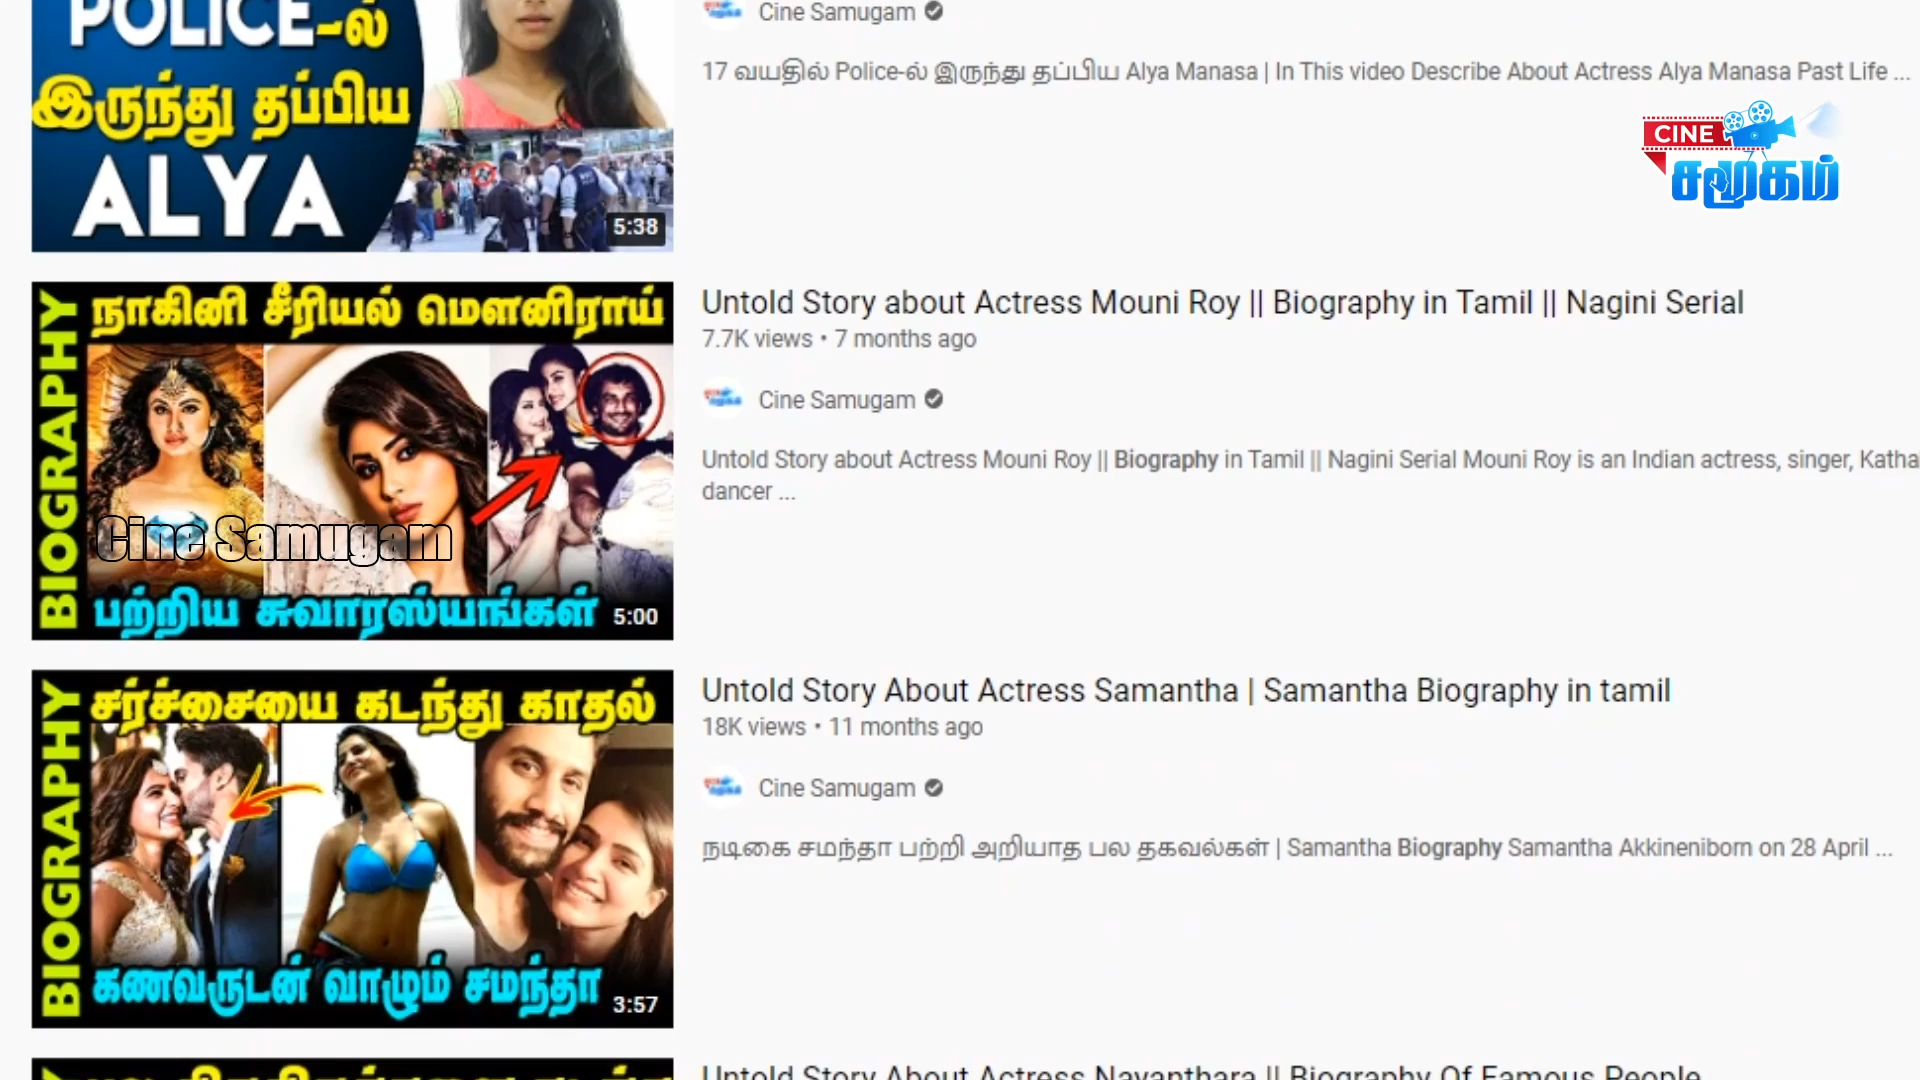 POLICE-ல்
இருந்து தப்பிய
ALYA
5:38
Cine Samugam
17 வயதில் Police-ல் இருந்து தப்பிய Alya Manasa | In This video Describe About Actress Alya Manasa Past Life ...
CINE
சமூகம்
BIOGRAPHY
நாகினி சீரியல் மௌனிராய்
Cine Samugam
பற்றிய சுவாரஸ்யங்கள்
5:00
Untold Story about Actress Mouni Roy || Biography in Tamil || Nagini Serial
7.7K views • 7 months ago
Cine Samugam
Untold Story about Actress Mouni Roy || Biography in Tamil || Nagini Serial Mouni Roy is an Indian actress, singer, Katha
dancer ...
BIOGRAPHY
சர்ச்சையை கடந்து காதல்
கணவருடன் வாழும் சமந்தா
3:57
Untold Story About Actress Samantha | Samantha Biography in tamil
18K views • 11 months ago
Cine Samugam
நடிகை சமந்தா பற்றி அறியாத பல தகவல்கள் | Samantha Biography Samantha Akkineniborn on 28 April ...
Untold Story About Actress Nayanthara || Biography Of Famous People